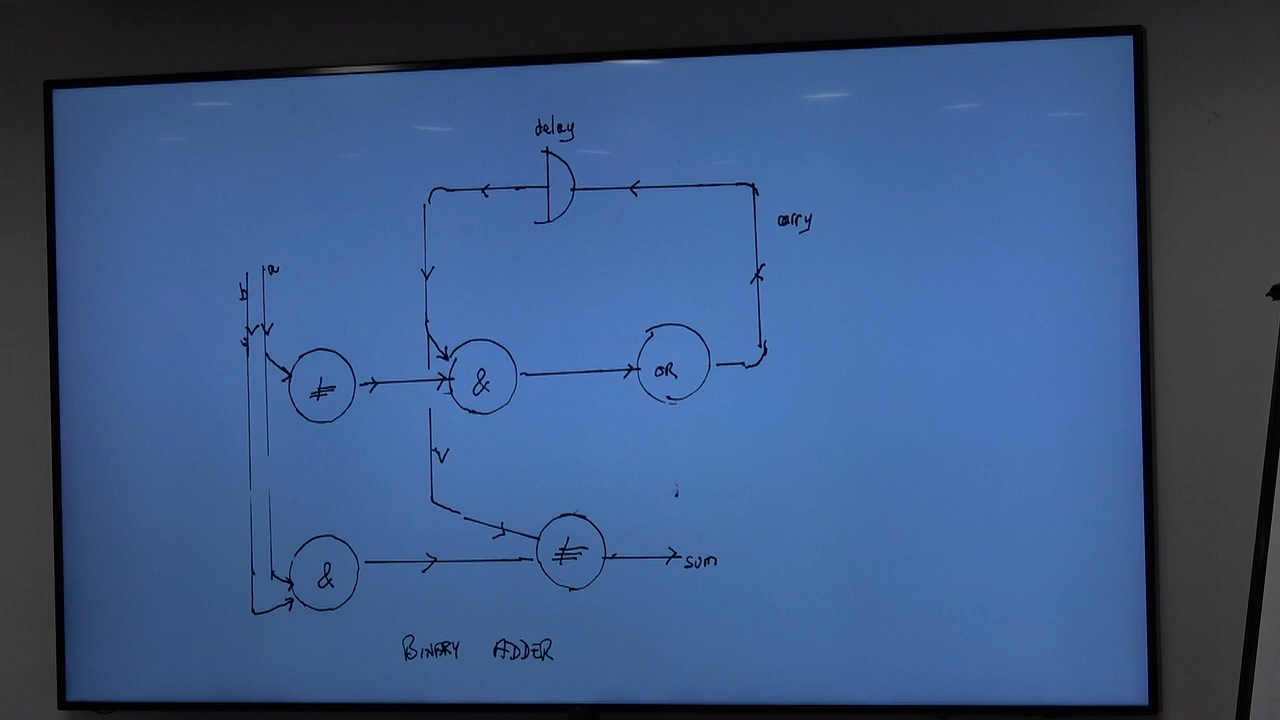 delay
carry
a
b
≢
&
OR
&
≢
sum
BINARY ADDER